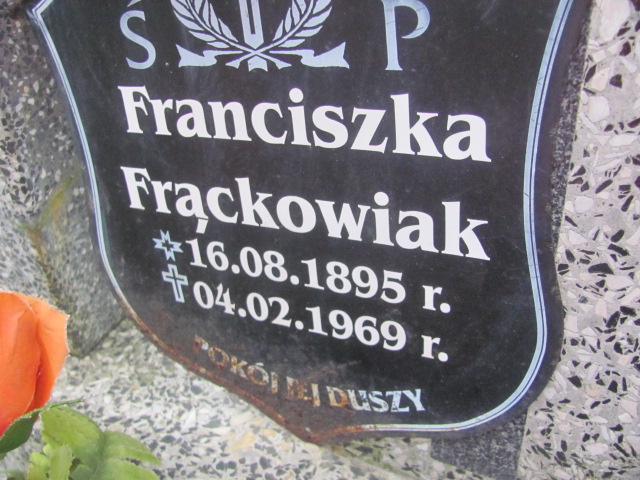 Ś. P
Franciszka
Frąckowiak
16.08.1895 r.
04.02.1969 r.
POKÓJ JEJ DUSZY